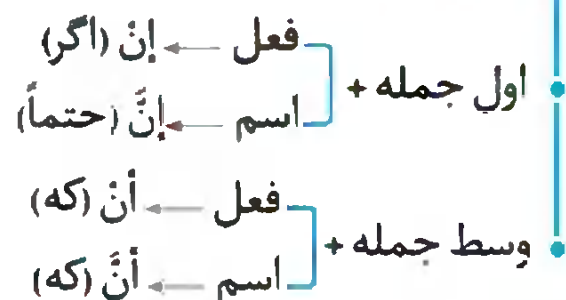 فعل ← إنْ (اگر)
اول جمله +
اسم ← إنَّ (حتماً)
فعل ← أنْ (که)
وسط جمله +
اسم ← أنَّ (که)